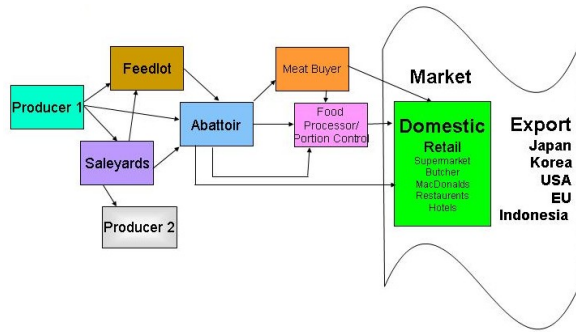 Producer 1
Feedlot
Saleyards
Producer 2
Abattoir
Meat Buyer
Food
Processor/
Portion Control
Market
Domestic
Retail
Supermarket
Butcher
MacDonalds
Restaurents
Hotels
Export
Japan
Korea
USA
EU
Indonesia